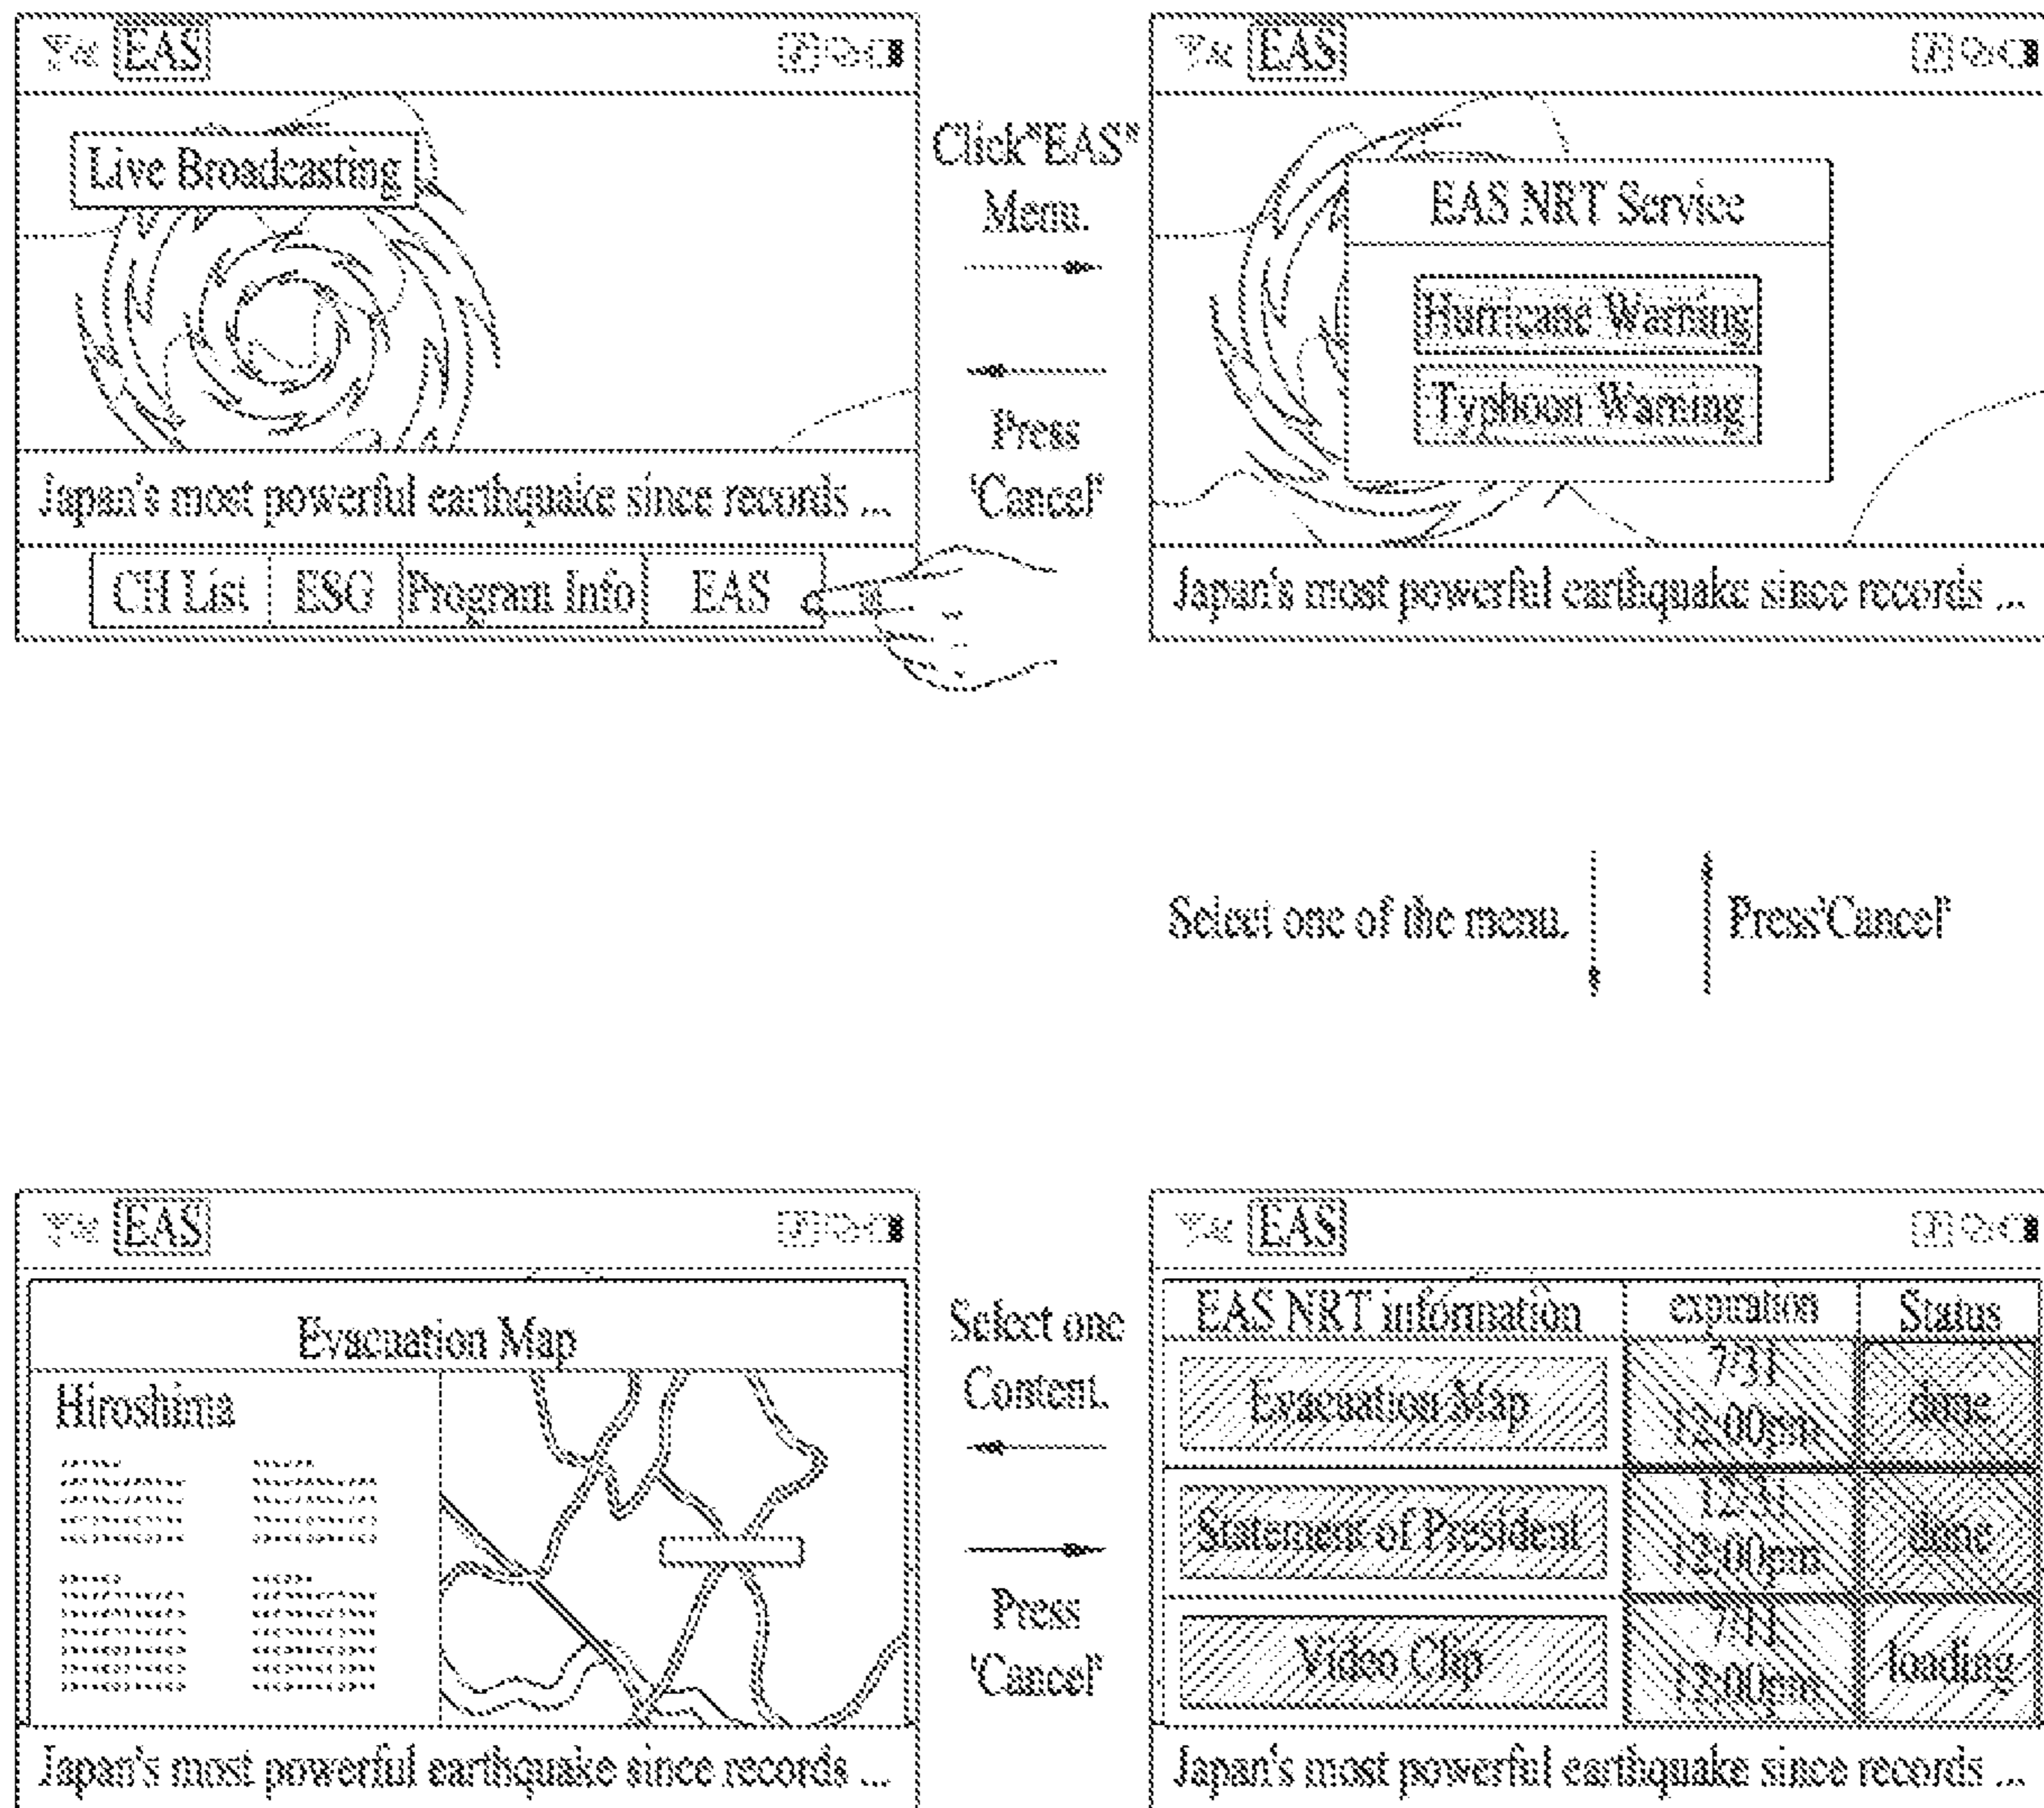 EAS
Live Broadcasting
Japan's most powerful earthquake since records ...
CH List ESG Program Info EAS
Click"EAS"
Menu.
Press
'Cancel'
EAS
EAS NRT Service
Hurricane Warning
Typhoon Warning
Japan's most powerful earthquake since records ...
Select one of the menu.
Press'Cancel'
EAS
Evacuation Map
Hiroshima
Japan's most powerful earthquake since records ...
Select one
Content.
Press
'Cancel'
EAS
EAS NRT information expiration Status
Evacuation Map 7/31 12:00pm done
Statement of President 12:00pm done
Video Clip 12:00pm loading
Japan's most powerful earthquake since records ...